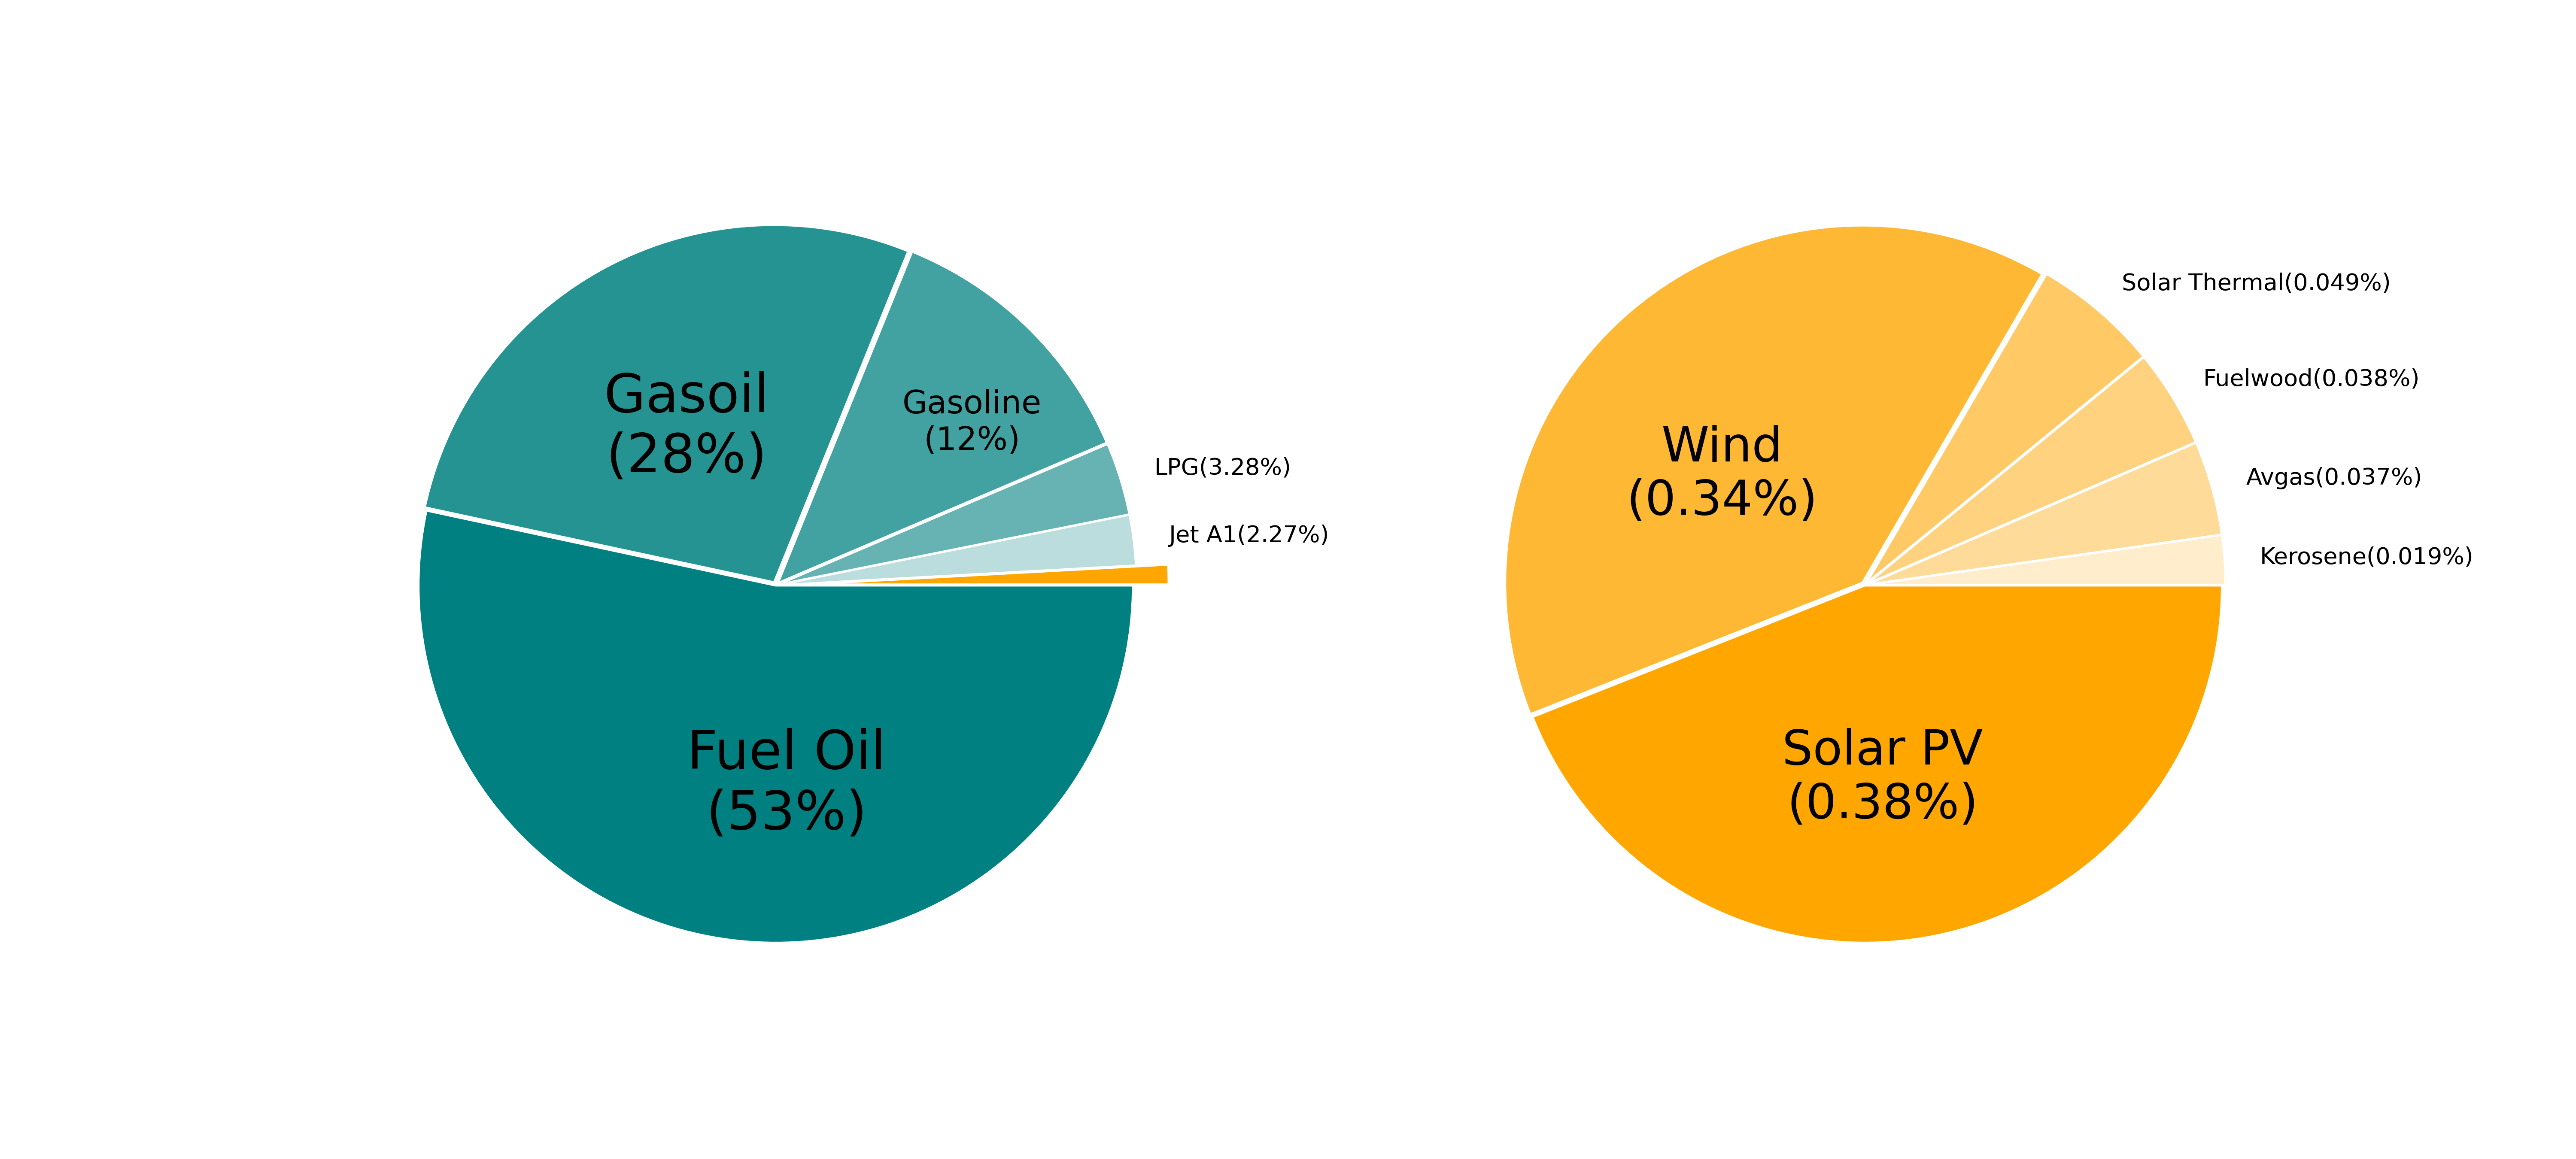 Gasoil
(28%)
Gasoline
(12%)
LPG(3.28%)
Jet A1(2.27%)
Fuel Oil
(53%)
Solar Thermal(0.049%)
Fuelwood(0.038%)
Wind
(0.34%)
Avgas(0.037%)
Kerosene(0.019%)
Solar PV
(0.38%)